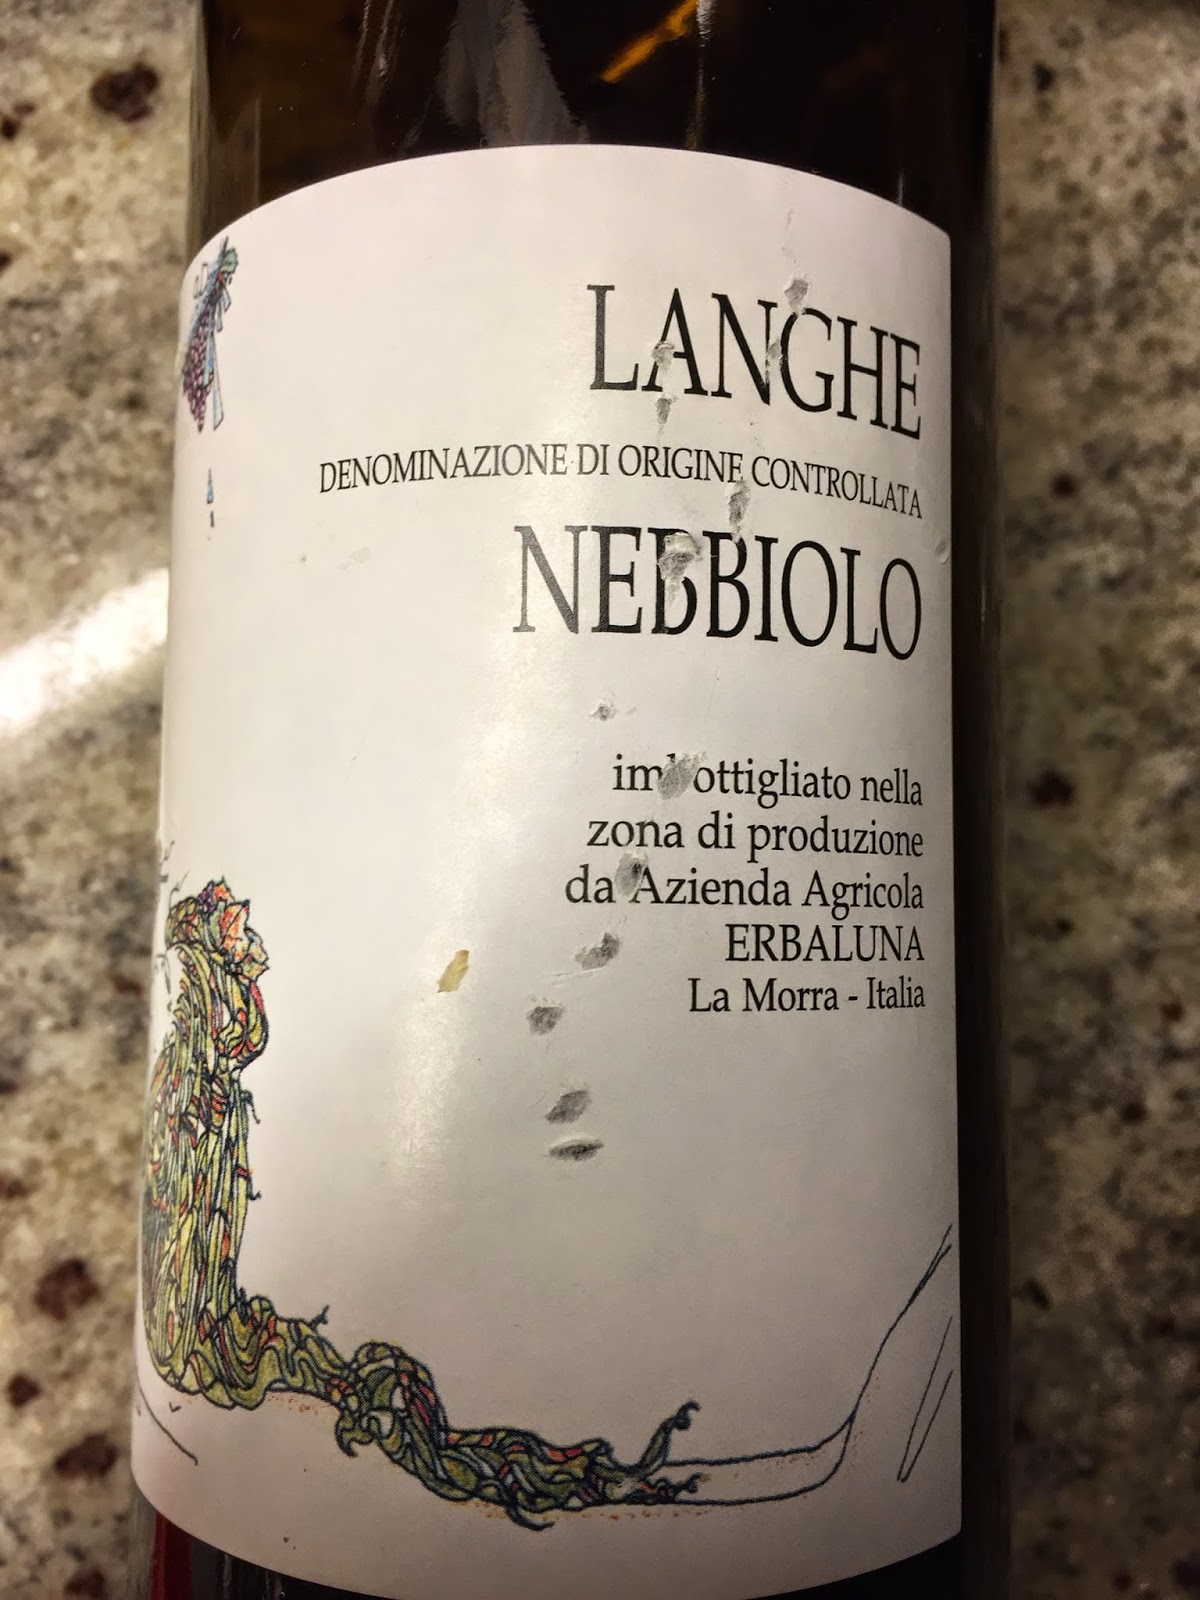 LANGHE
DENOMINAZIONE DI ORIGINE CONTROLLATA
NEBBIOLO
imbottigliato nella
zona di produzione
da Azienda Agricola
ERBALUNA
La Morra - Italia